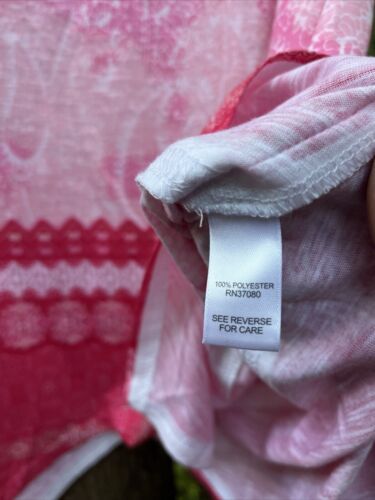 100% POLYESTER
RN37080
SEE REVERSE
FOR CARE